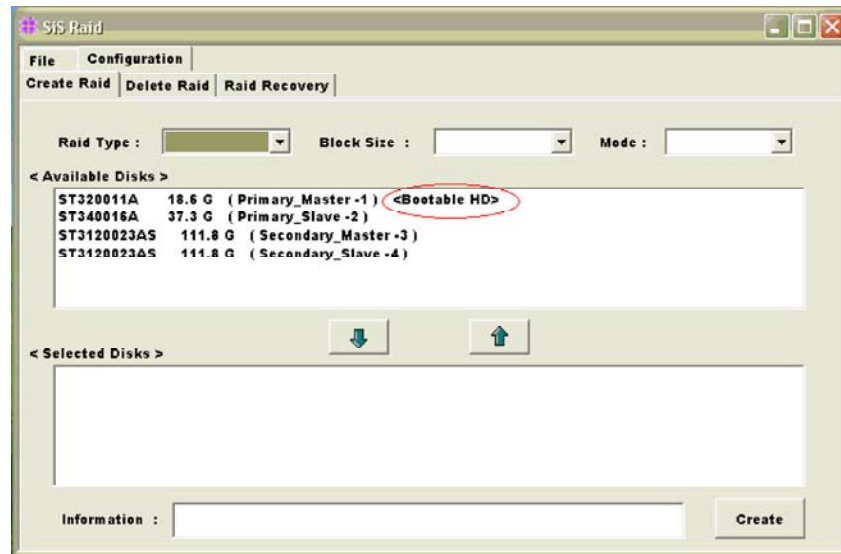 SiS Raid
File Configuration
Create Raid Delete Raid Raid Recovery
Raid Type : Block Size : Mode :
< Available Disks >
ST320011A 18.6 G ( Primary_Master -1 ) <Bootable HD>
ST340016A 37.3 G ( Primary_Slave -2 )
ST3120023AS 111.8 G ( Secondary_Master -3 )
ST3120023AS 111.8 G ( Secondary_Slave -4 )
< Selected Disks >
Information : Create